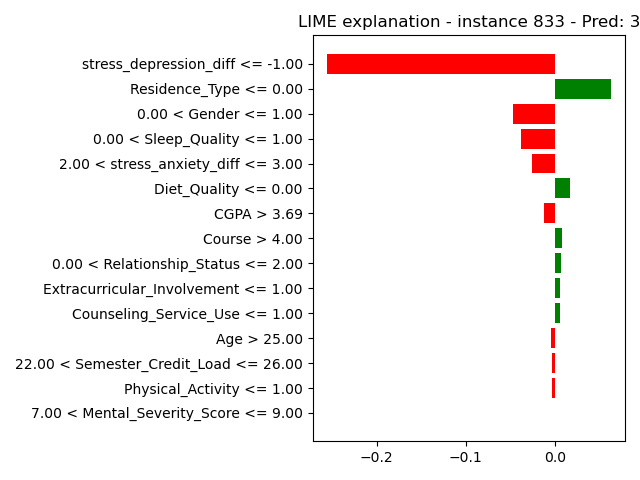 LIME explanation - instance 833 - Pred: 3
stress_depression_diff <= -1.00
Residence_Type <= 0.00
0.00 < Gender <= 1.00
0.00 < Sleep_Quality <= 1.00
2.00 < stress_anxiety_diff <= 3.00
Diet_Quality <= 0.00
CGPA > 3.69
Course > 4.00
0.00 < Relationship_Status <= 2.00
Extracurricular_Involvement <= 1.00
Counseling_Service_Use <= 1.00
Age > 25.00
22.00 < Semester_Credit_Load <= 26.00
Physical_Activity <= 1.00
7.00 < Mental_Severity_Score <= 9.00
−0.2 −0.1 0.0